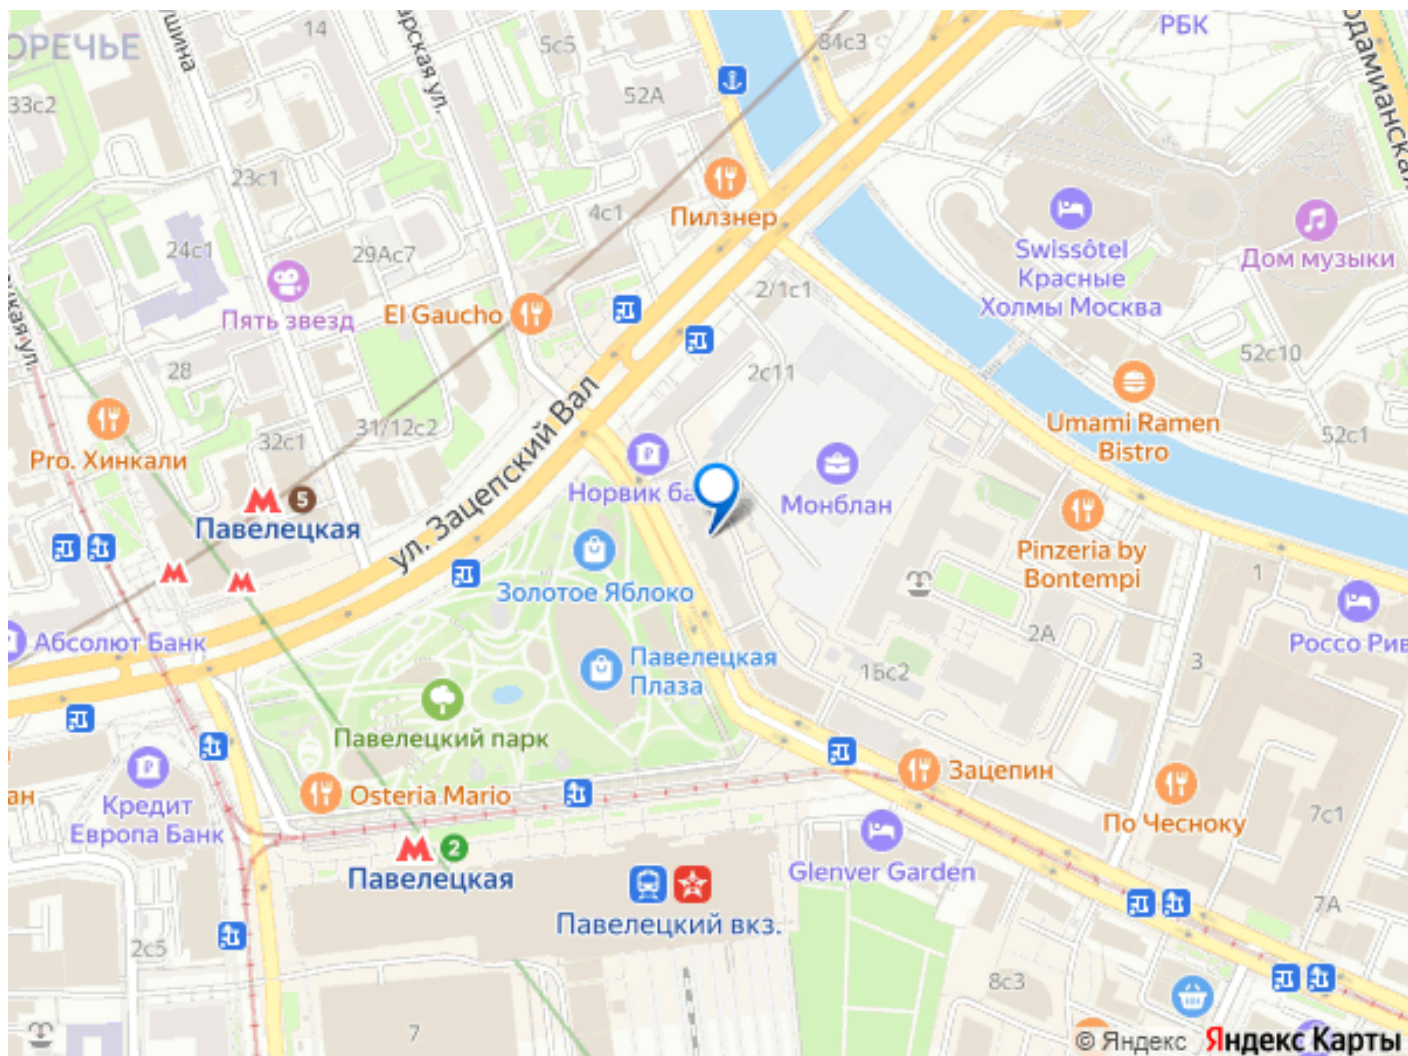 14
5с5
84с3
РБК
ОРЕЧЬЕ
33с2
52А
23с1
4с1
Пилзнер
24с1
29Ас7
Swissôtel
Красные
Холмы Москва
Дом музыки
2/1с1
Пять звезд
El Gaucho
28
2с11
52с10
ул. Зацепский Вал
31/12с2
32с1
Umami Ramen
Bistro
52с1
Pro. Хинкали
5
Павелецкая
Норвик ба
Монблан
Pinzeria by
Bontempi
Золотое Яблоко
1
Абсолют Банк
2А
Россо Рив
Павелецкая
Плаза
1Бс2
3
Павелецкий парк
Зацепин
ан
Osteria Mario
Кредит
Европа Банк
По Чесноку
7с1
2
Павелецкая
Glenver Garden
Павелецкий вкз.
7А
2с5
8с3
7
© Яндекс Яндекс Карты